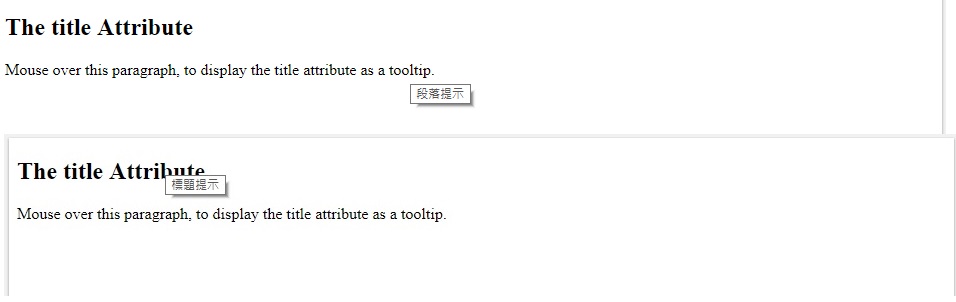 The title Attribute
Mouse over this paragraph, to display the title attribute as a tooltip.
段落提示
The title Attribute
標題提示
Mouse over this paragraph, to display the title attribute as a tooltip.